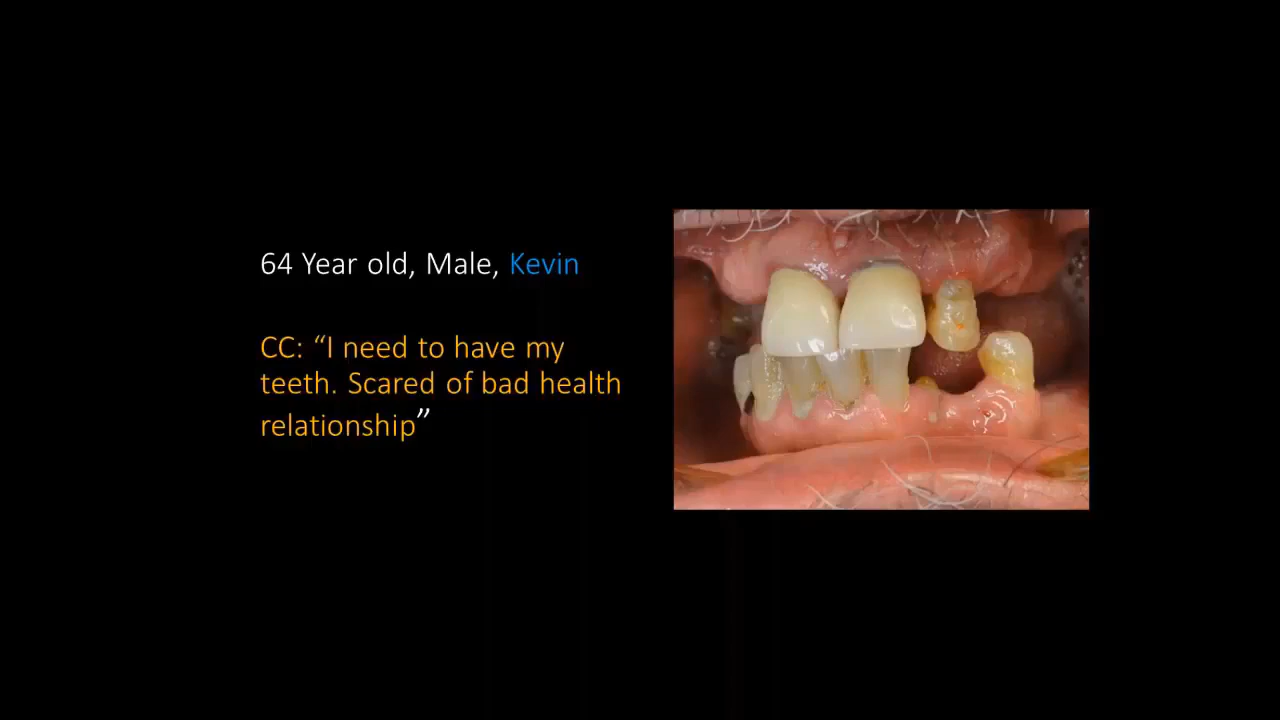 64 Year old, Male, Kevin
CC: “I need to have my
teeth. Scared of bad health
relationship”